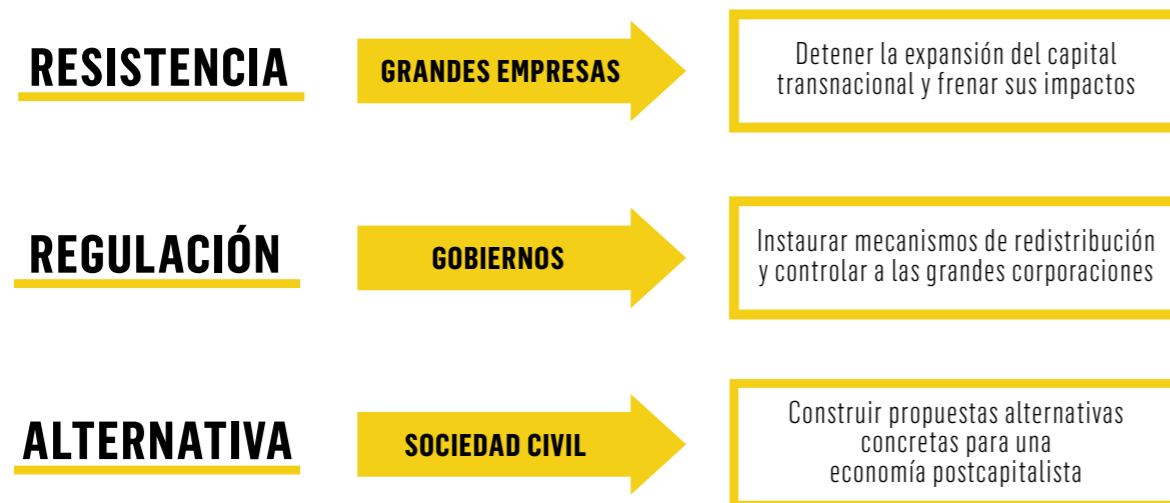 RESISTENCIA
GRANDES EMPRESAS
Detener la expansión del capital
transnacional y frenar sus impactos
REGULACIÓN
GOBIERNOS
Instaurar mecanismos de redistribución
y controlar a las grandes corporaciones
ALTERNATIVA
SOCIEDAD CIVIL
Construir propuestas alternativas
concretas para una
economía postcapitalista